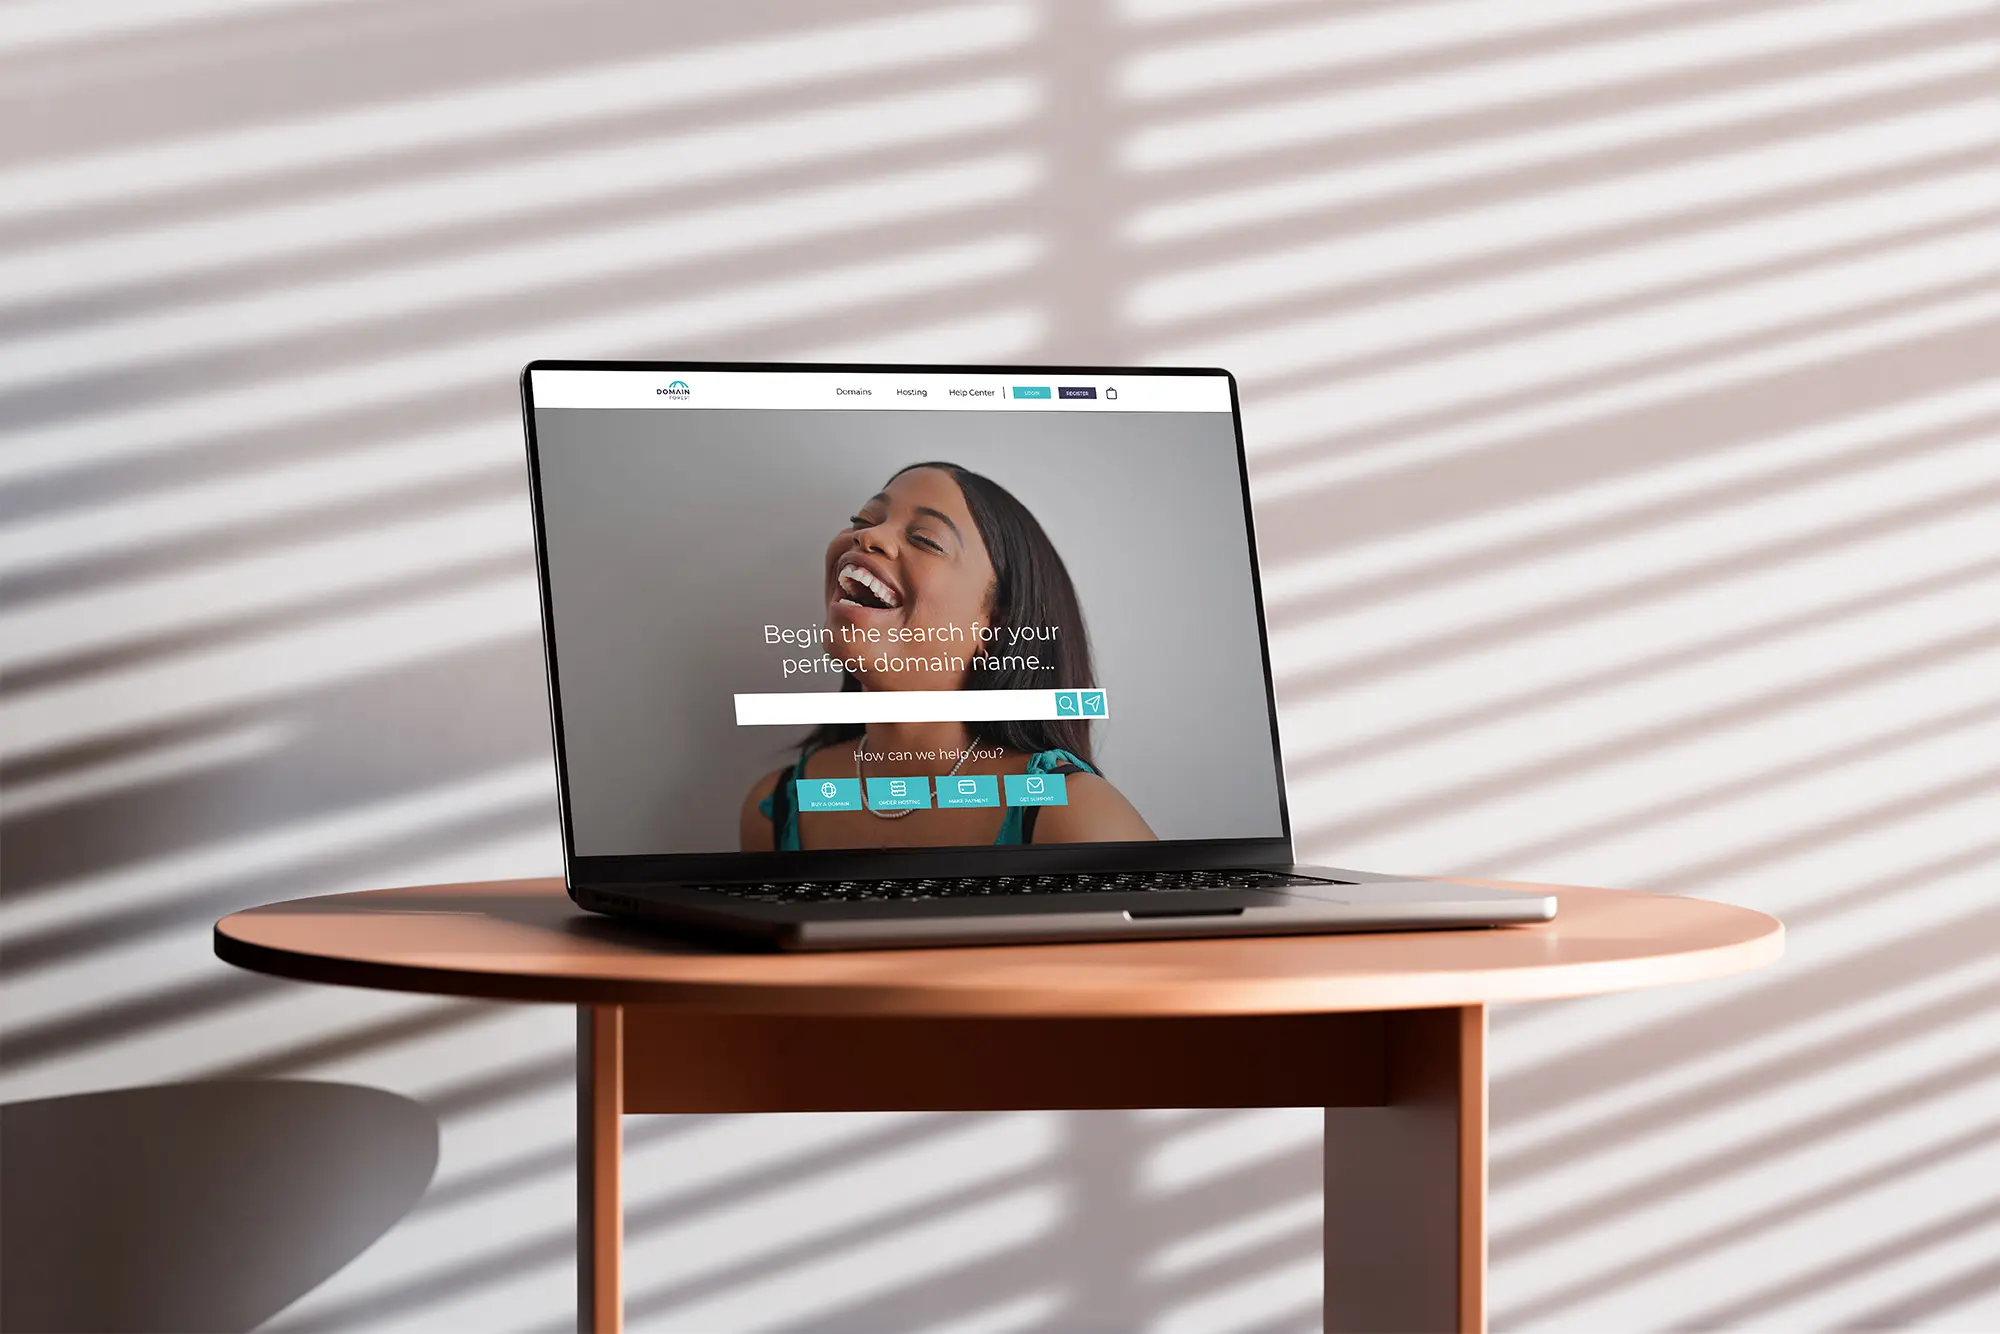 DOMAIN
FOREST
Domains
Hosting
Help Center
LOGIN
REGISTER
Begin the search for your
perfect domain name...
How can we help you?
BUY A DOMAIN
ORDER HOSTING
MAKE PAYMENT
GET SUPPORT